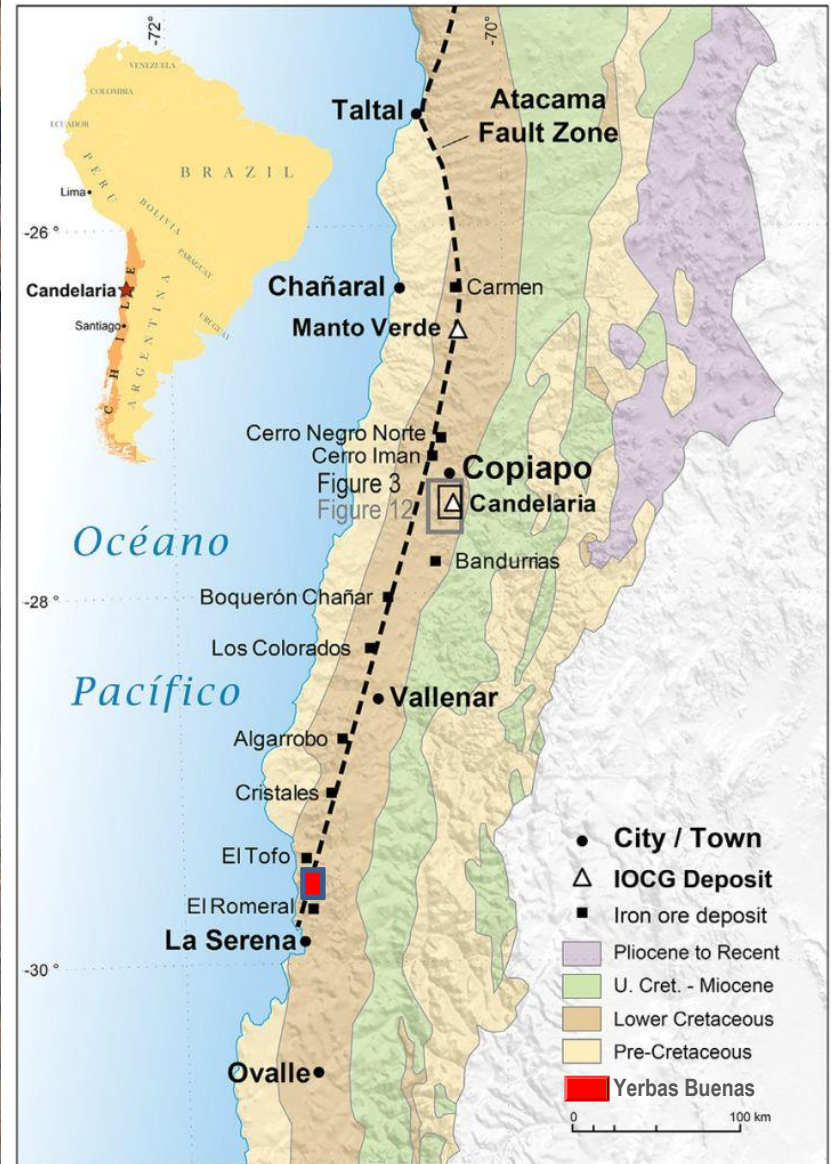 -72°
-70°
VENEZUELA
COLOMBIA
ECUADOR
PERÚ
BRAZIL
Lima
BOLIVIA
PARAGUAY
CHILE
Candelaria
Santiago
ARGENTINA
URUGUAY
Taltal
Atacama
Fault Zone
-26 °
Chañaral
Carmen
Manto Verde
Cerro Negro Norte
Cerro Iman
Copiapo
Figure 3
Figure 12
Candelaria
Océano
Bandurrias
-28 °
Boquerón Chañar
Los Colorados
Pacífico
Vallenar
Algarrobo
Cristales
El Tofo
El Romeral
La Serena
-30 °
Ovalle
City / Town
IOCG Deposit
Iron ore deposit
Pliocene to Recent
U. Cret. - Miocene
Lower Cretaceous
Pre-Cretaceous
Yerbas Buenas
0 100 km